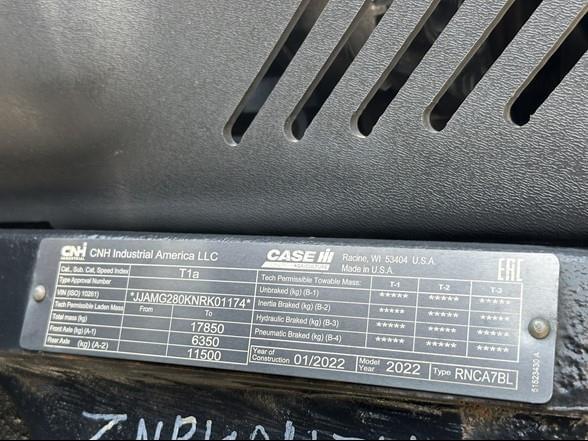 CNH INDUSTRIAL CNH Industrial America LLC CASE IH AGRICULTURE Racine, WI 53404 U.S.A. Made in U.S.A. EAC
Cat., Sub. Cat, Speed Index T1a
Type Approval Number
VIN (ISO 10261) *JJAMG280KNRK01174*
Tech Permissible Laden Mass From To
Total mass (kg) 17850
Front Axle (kg) (A-1) 6350
Rear Axle (kg) (A-2) 11500
Tech Permissible Towable Mass: T-1 T-2 T-3
Unbraked (kg) (B-1) ***** ***** *****
Inertia Braked (kg) (B-2) ***** ***** *****
Hydraulic Braked (kg) (B-3) ***** ***** *****
Pneumatic Braked (kg) (B-4) ***** ***** *****
Year of Construction 01/2022 Model Year 2022 Type RNCA7BL
51523430 A